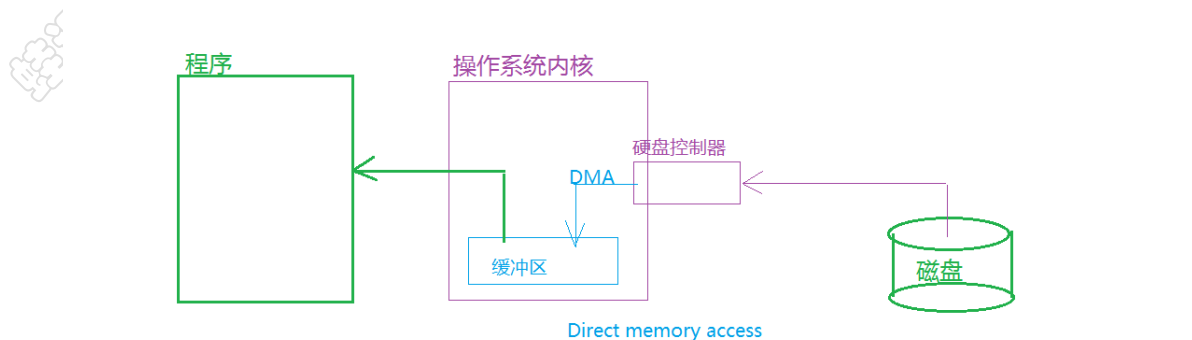 程序
操作系统内核
硬盘控制器
DMA
缓冲区
磁盘
Direct memory access